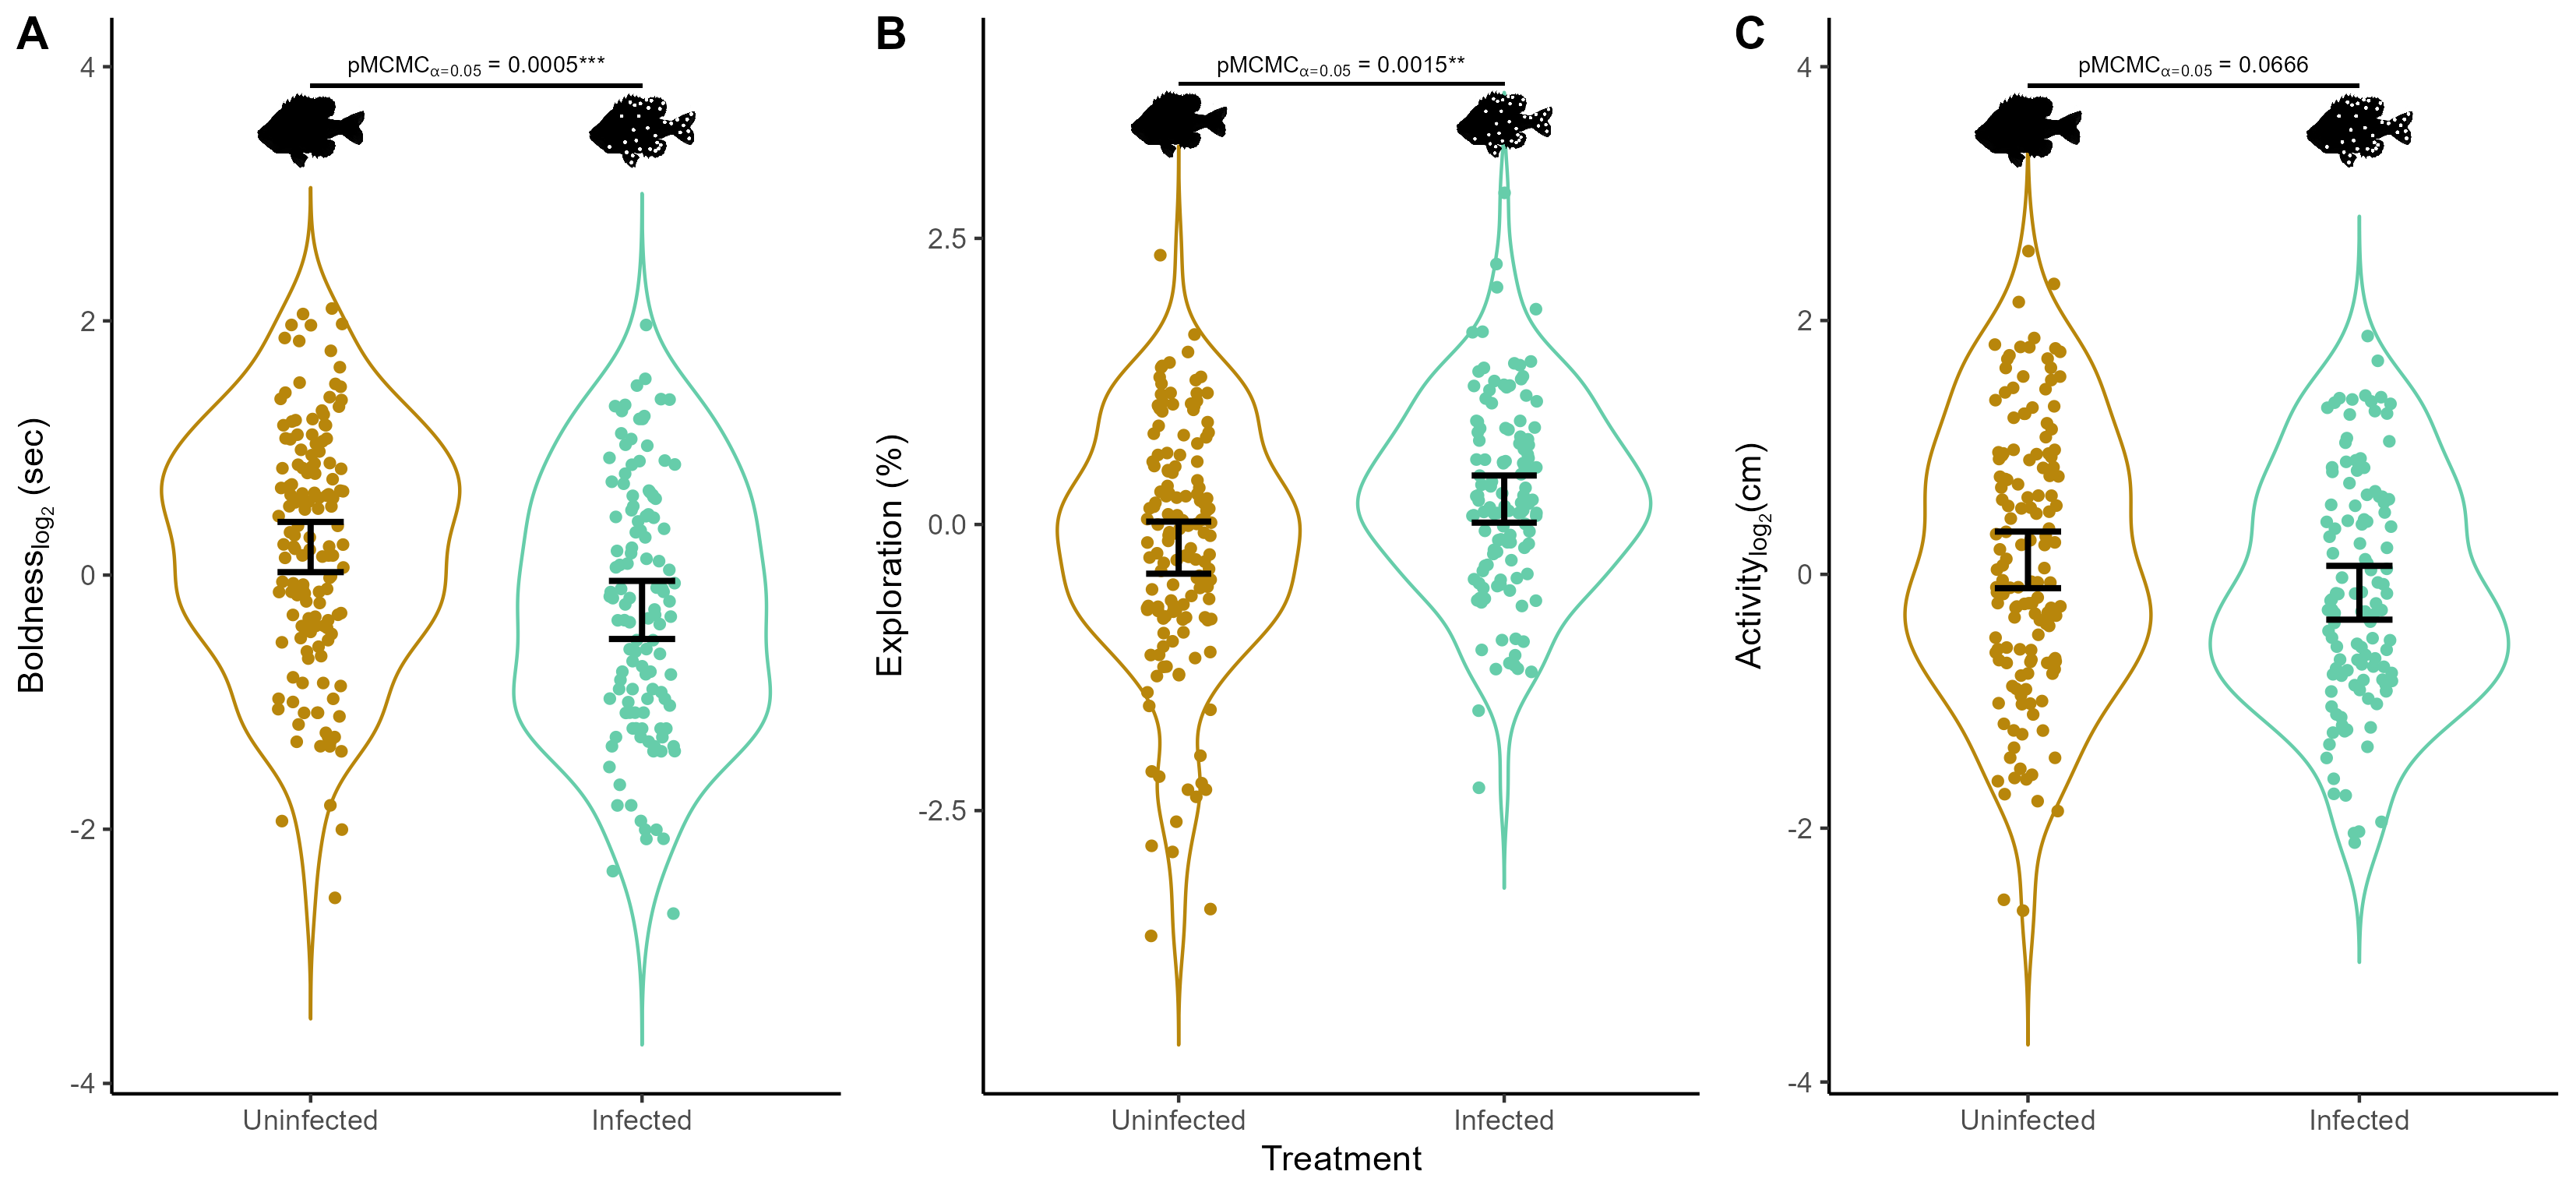 A
pMCMCα=0.05 = 0.0005***
4
2
0
-2
-4
Boldnesslog2 (sec)
Uninfected
Infected
B
pMCMCα=0.05 = 0.0015**
2.5
0.0
-2.5
Exploration (%)
Uninfected
Infected
Treatment
C
pMCMCα=0.05 = 0.0666
4
2
0
-2
-4
Activitylog2(cm)
Uninfected
Infected